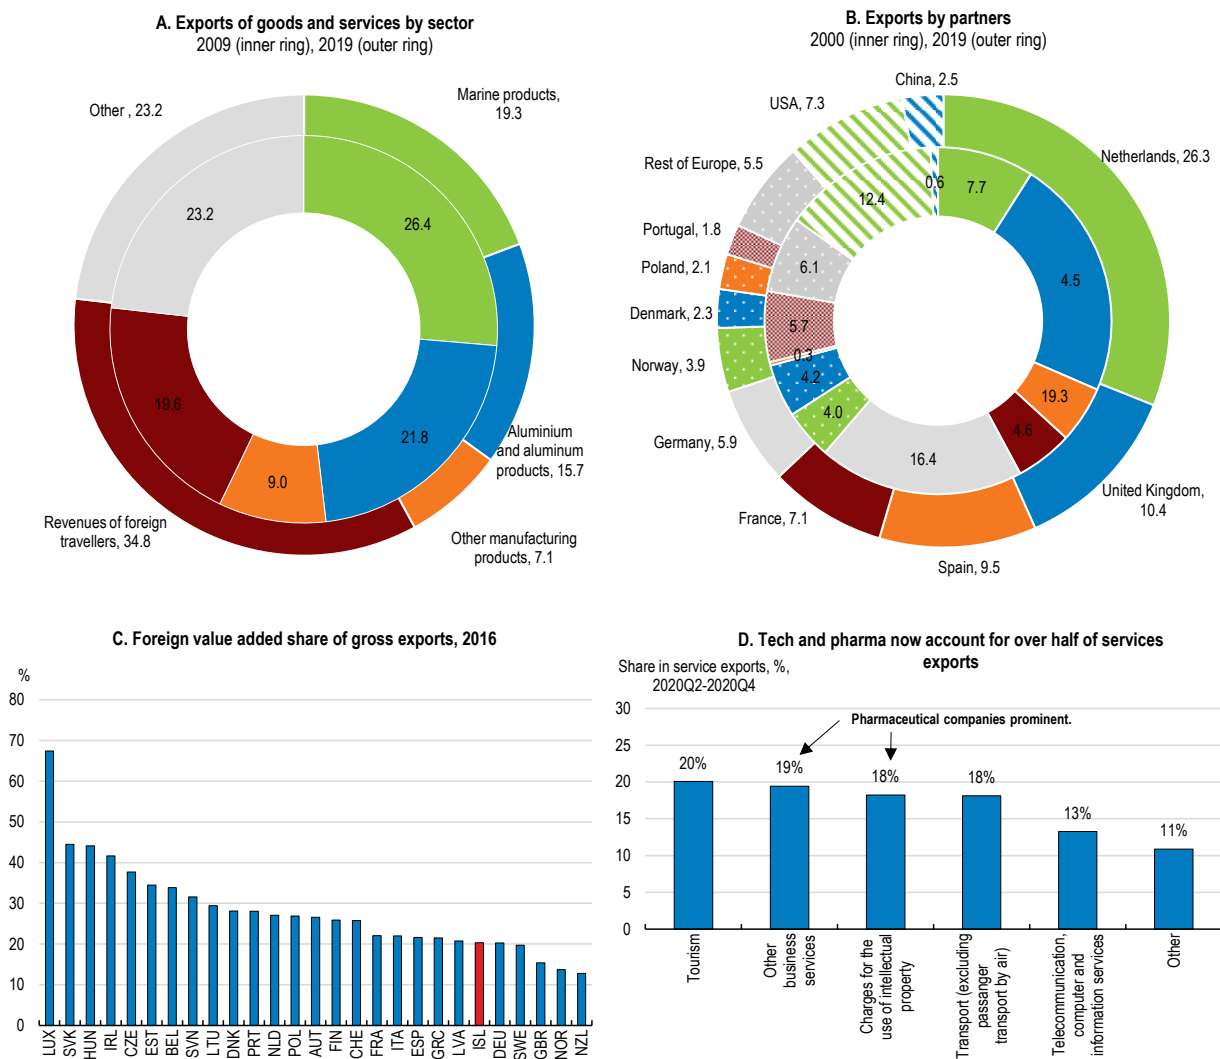 A. Exports of goods and services by sector
2009 (inner ring), 2019 (outer ring)
Other , 23.2
Marine products,
19.3
23.2
26.4
19.6
21.8
9.0
Aluminium
and aluminum
products, 15.7
Revenues of foreign
travellers, 34.8
Other manufacturing
products, 7.1
B. Exports by partners
2000 (inner ring), 2019 (outer ring)
China, 2.5
USA, 7.3
Rest of Europe, 5.5
Netherlands, 26.3
0.6
7.7
12.4
Portugal, 1.8
Poland, 2.1
6.1
4.5
Denmark, 2.3
5.7
0.3
Norway, 3.9
4.2
19.3
4.0
4.6
Germany, 5.9
16.4
United Kingdom,
10.4
France, 7.1
Spain, 9.5
C. Foreign value added share of gross exports, 2016
%
80
70
60
50
40
30
20
10
0
LUX
SVK
HUN
IRL
CZE
EST
BEL
SVN
LTU
DNK
PRT
NLD
POL
AUT
FIN
CHE
FRA
ITA
ESP
GRC
LVA
ISL
DEU
SWE
GBR
NOR
NZL
D. Tech and pharma now account for over half of services
exports
Share in service exports, %,
2020Q2-2020Q4
30
25
20
15
10
5
0
Pharmaceutical companies prominent.
20%
19%
18%
18%
13%
11%
Tourism
Other
business
services
Charges for the
use of intellectual
property
Transport (excluding
passanger
transport by air)
Telecommunication,
computer and
information services
Other